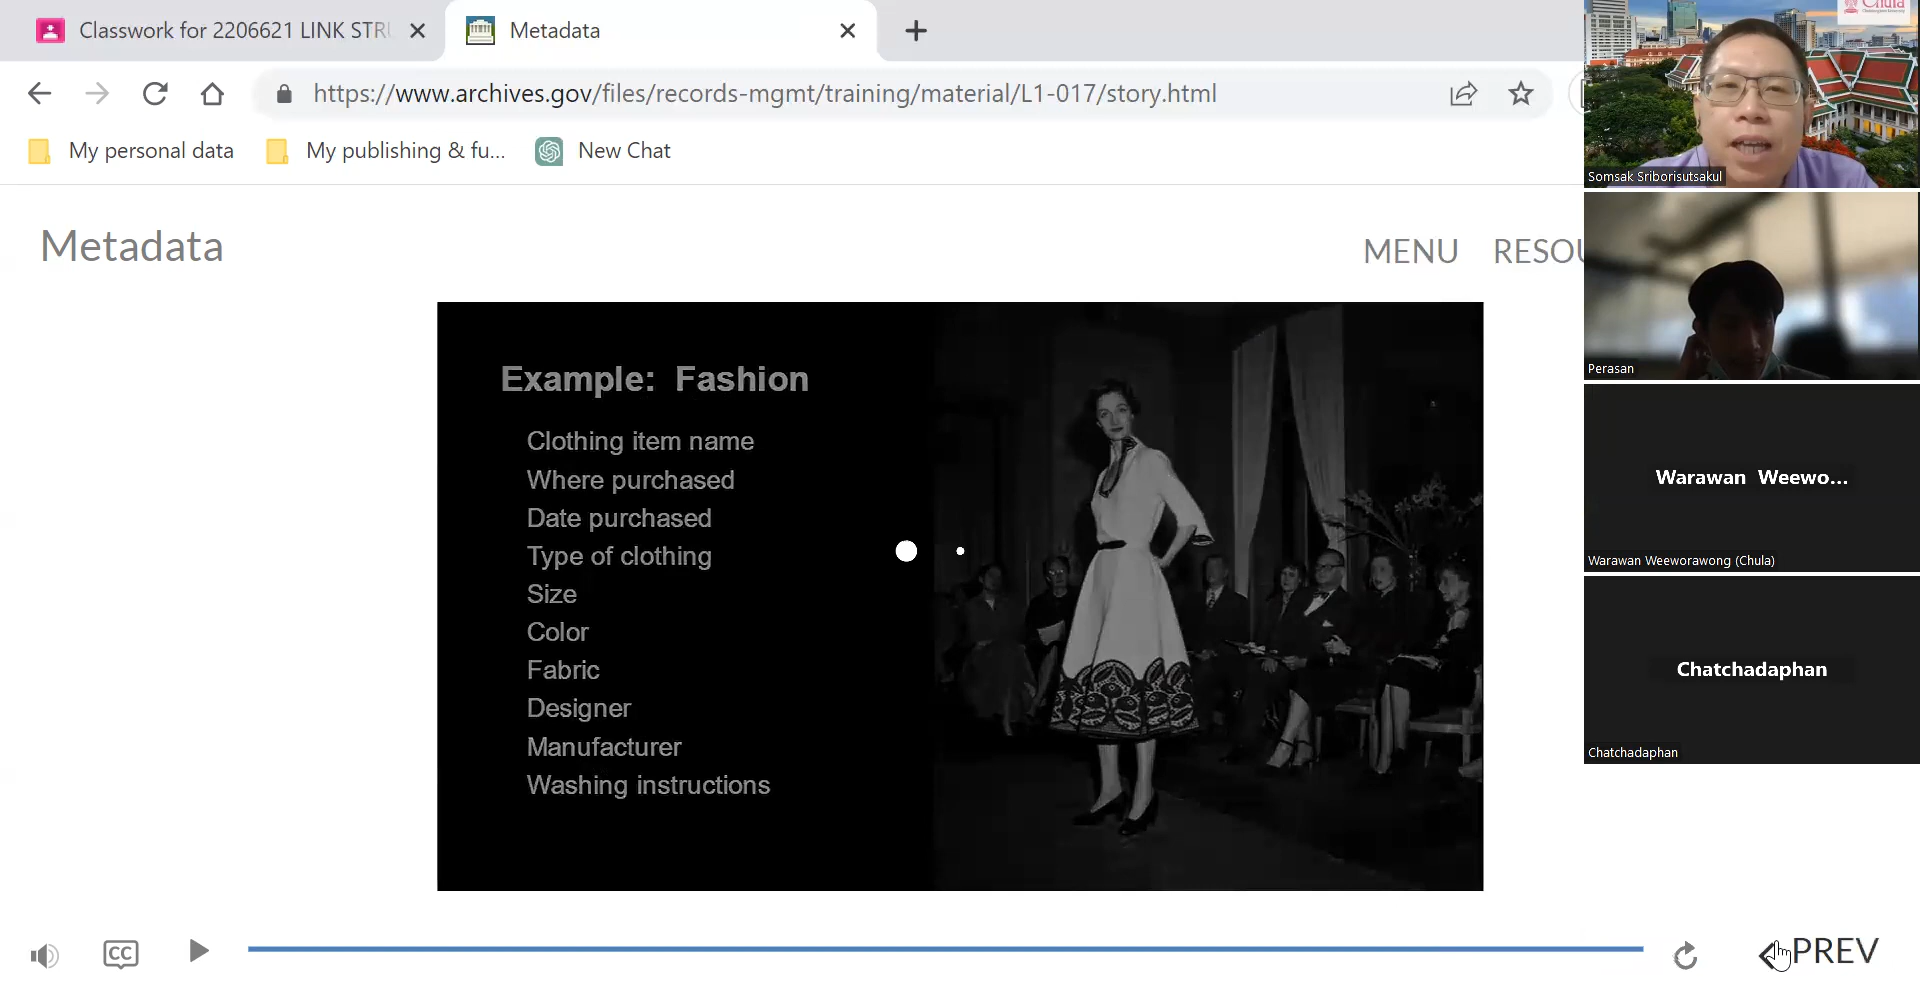 Classwork for 2206621 LINK STR
Metadata
https://www.archives.gov/files/records-mgmt/training/material/L1-017/story.html
My personal data
My publishing & fu...
New Chat
Metadata
MENU
RESOU
Example: Fashion
Clothing item name
Where purchased
Date purchased
Type of clothing
Size
Color
Fabric
Designer
Manufacturer
Washing instructions
CC
PREV
Chula
Somsak Sriborisutsakul
Perasan
Warawan Weewo...
Warawan Weeworawong (Chula)
Chatchadaphan
Chatchadaphan